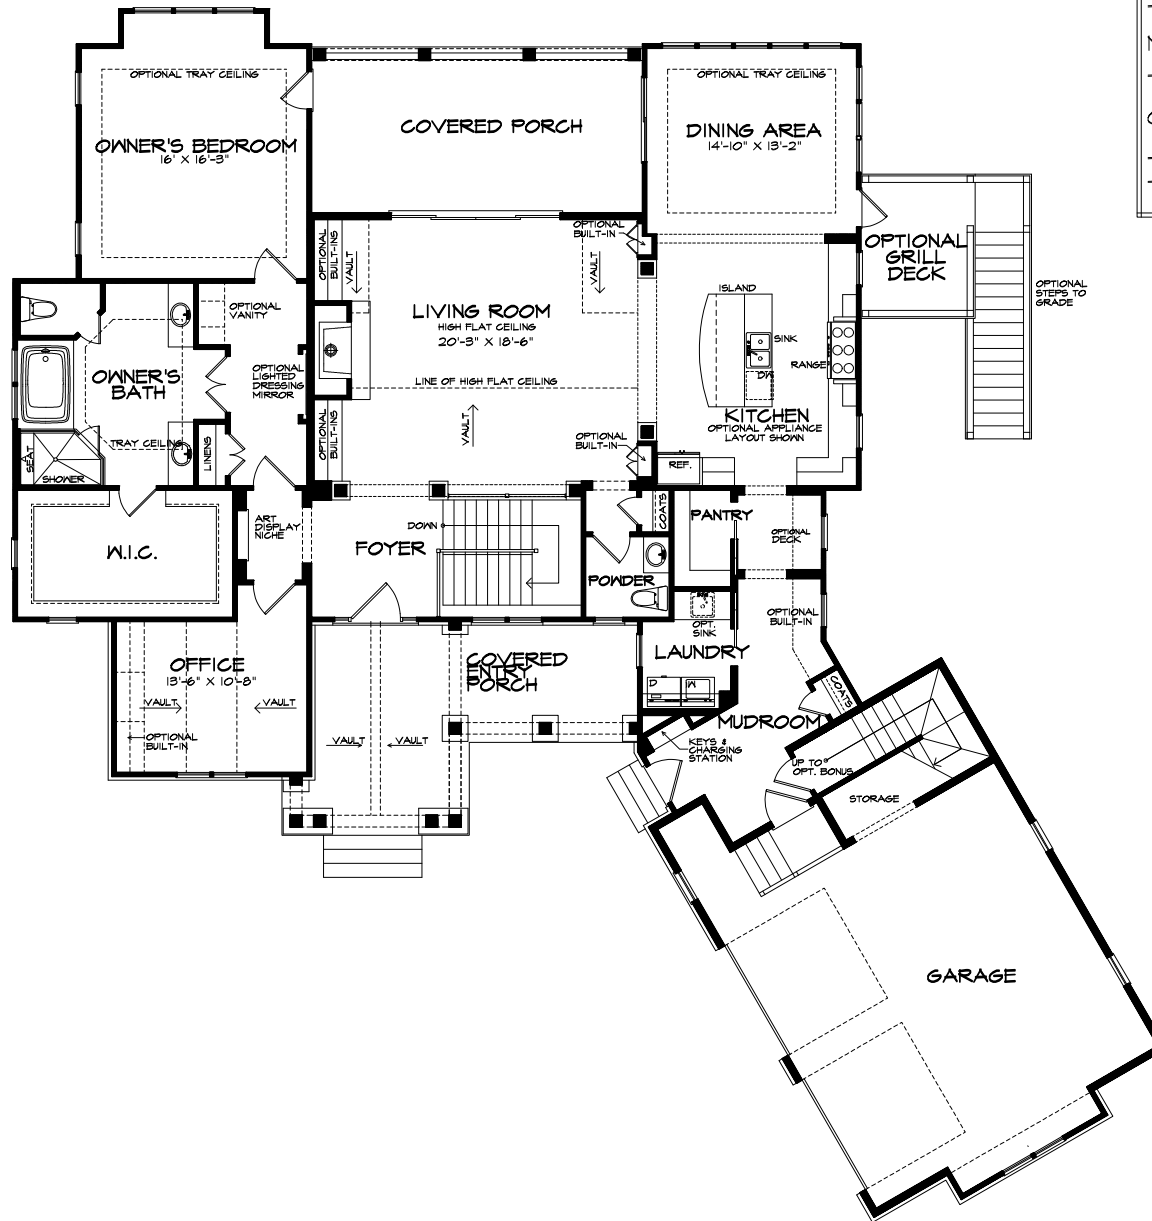 OPTIONAL TRAY CEILING
OWNER'S BEDROOM
16' X 16'-3"
COVERED PORCH
OPTIONAL TRAY CEILING
DINING AREA
14'-10" X 13'-2"
OPTIONAL
GRILL
DECK
OPTIONAL
STEPS TO
GRADE
OPTIONAL
BUILT-INS
VAULT
OPTIONAL
BUILT-IN
VAULT
LIVING ROOM
HIGH FLAT CEILING
20'-3" X 18'-6"
LINE OF HIGH FLAT CEILING
VAULT
OPTIONAL
BUILT-INS
OPTIONAL
BUILT-IN
ISLAND
SINK
DW
RANGE
KITCHEN
OPTIONAL APPLIANCE
LAYOUT SHOWN
REF.
OPTIONAL
VANITY
OPTIONAL
LIGHTED
DRESSING
MIRROR
OWNER'S
BATH
TRAY CEILING
LINENS
SEAT
SHOWER
W.I.C.
ART
DISPLAY
NICHE
FOYER
DOWN
COATS
POWDER
PANTRY
OPTIONAL
DECK
OPTIONAL
BUILT-IN
OPT.
SINK
LAUNDRY
D
W
COATS
MUDROOM
KEYS &
CHARGING
STATION
UP TO
OPT. BONUS
STORAGE
OFFICE
13'-6" X 10'-8"
VAULT
VAULT
OPTIONAL
BUILT-IN
COVERED
ENTRY
PORCH
VAULT
VAULT
GARAGE